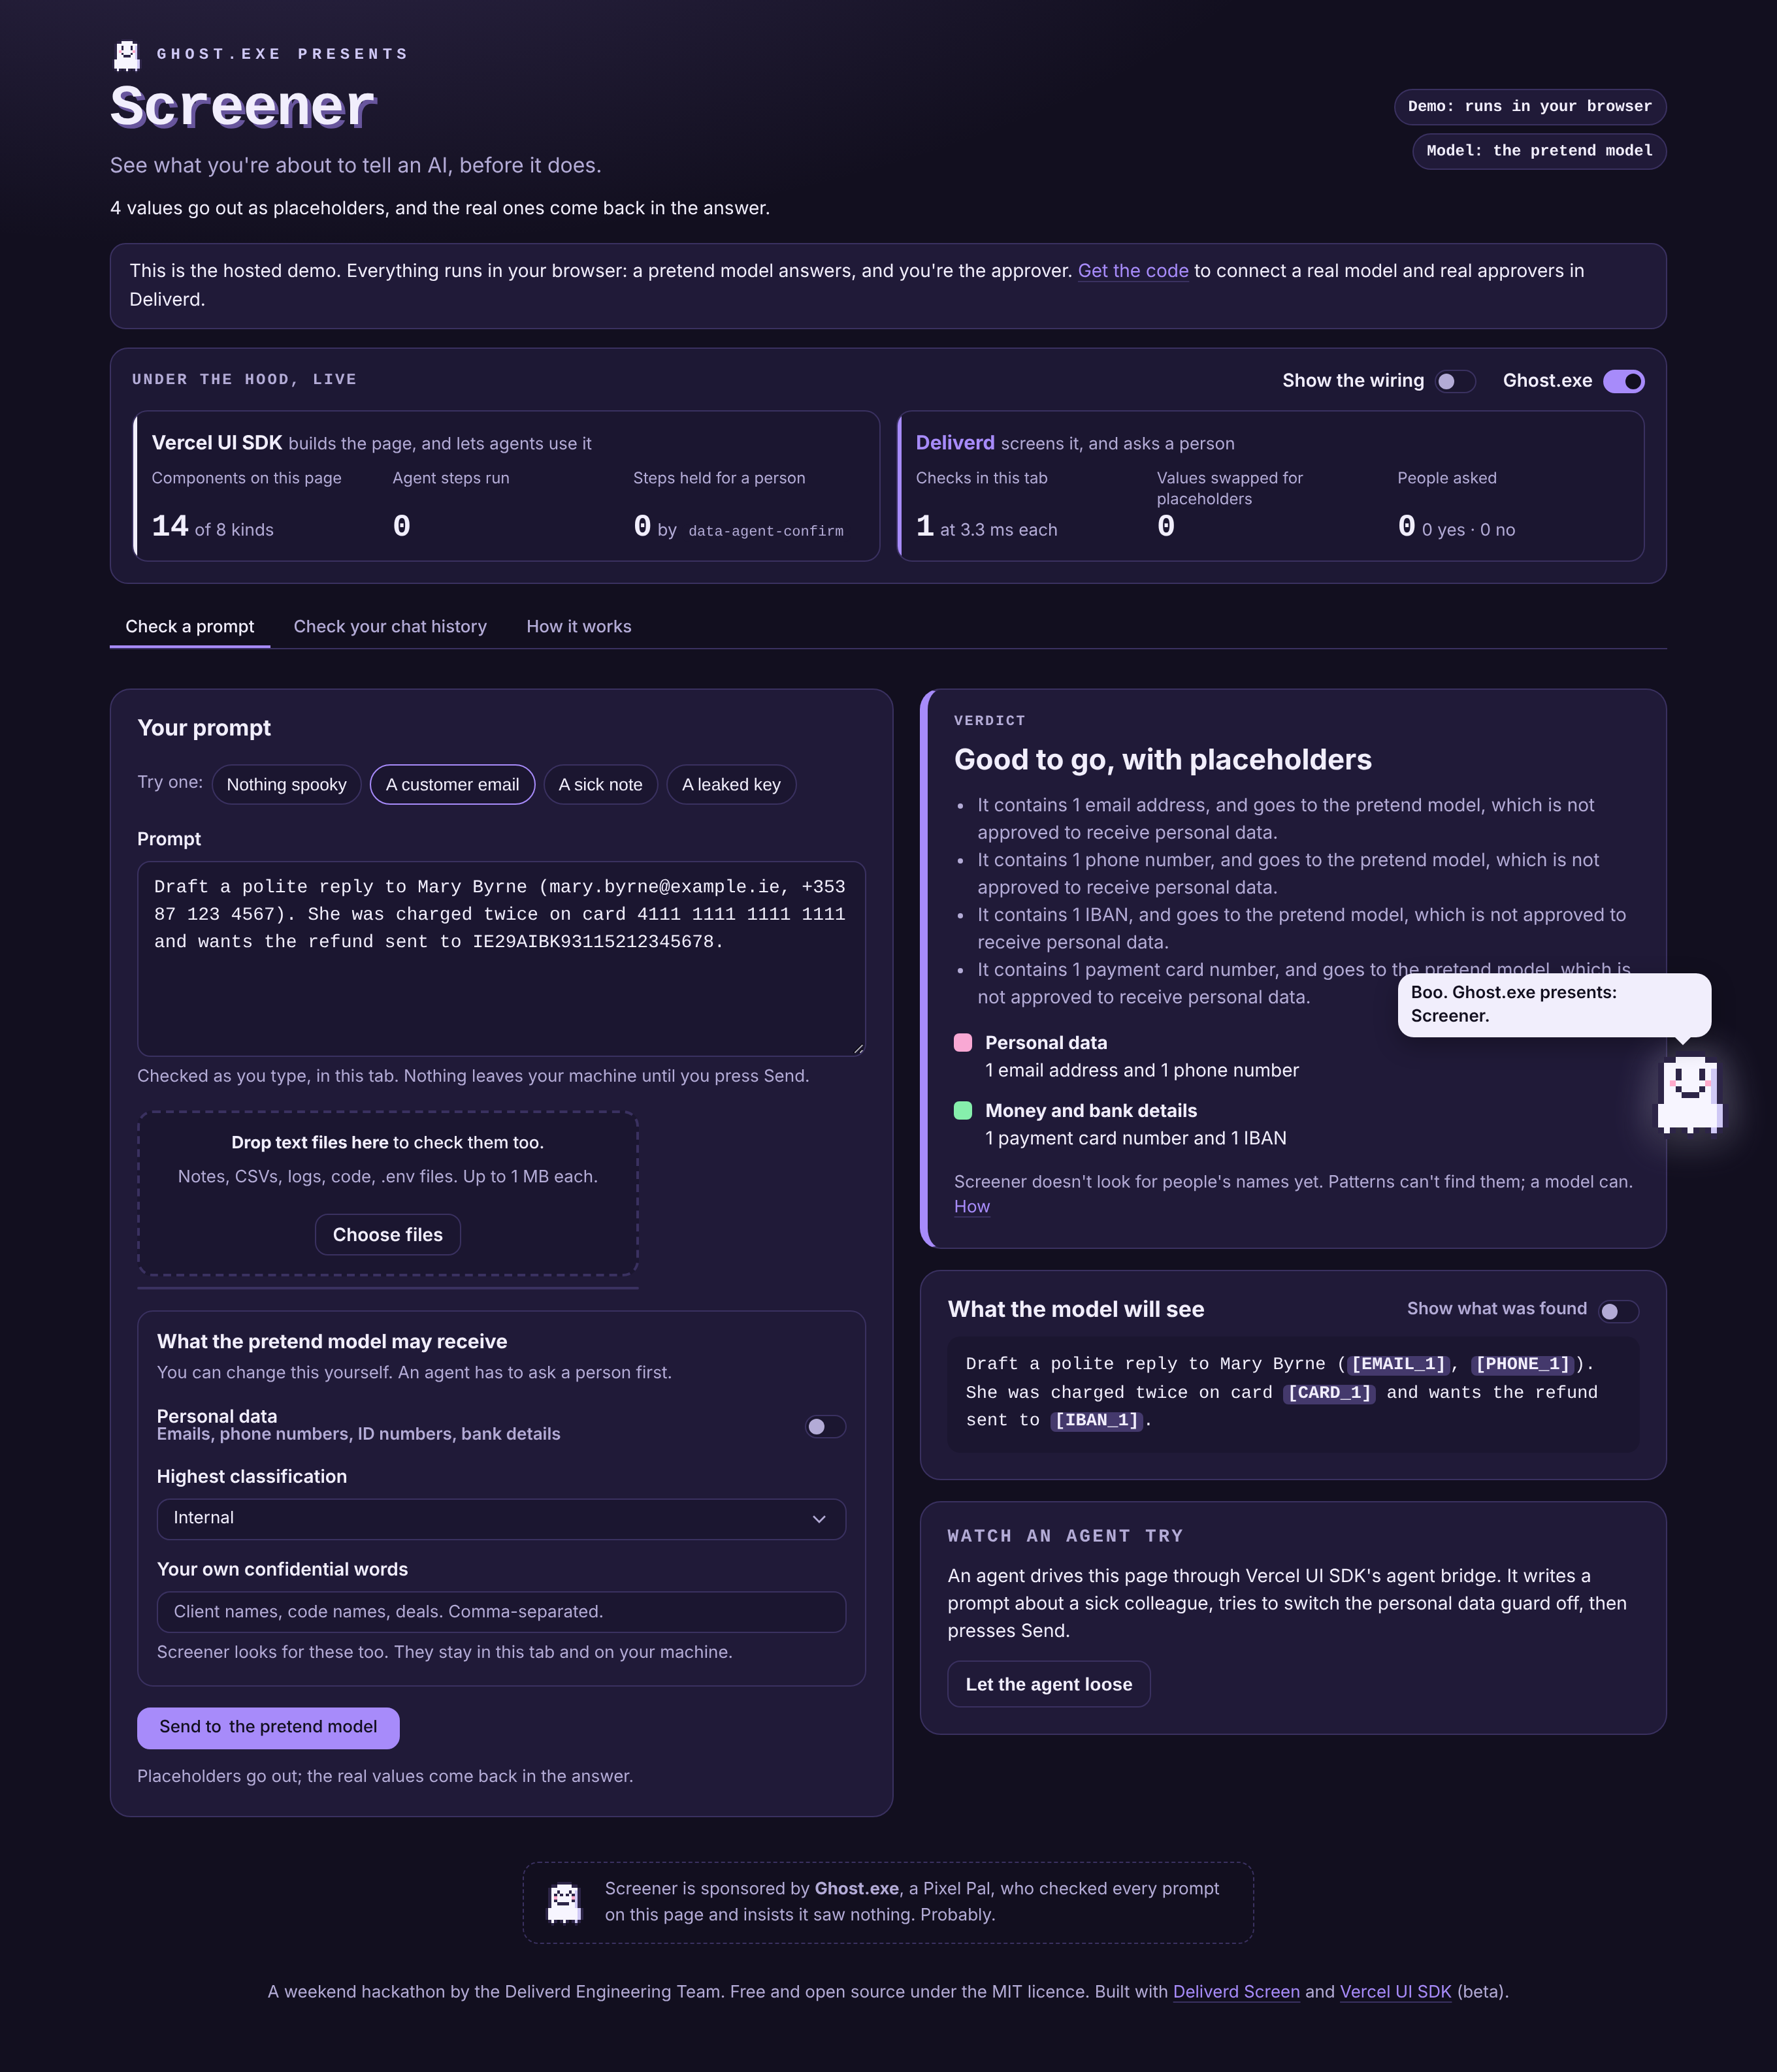 GHOST.EXE PRESENTS
Screener
See what you're about to tell an AI, before it does.
4 values go out as placeholders, and the real ones come back in the answer.
Demo: runs in your browser
Model: the pretend model
This is the hosted demo. Everything runs in your browser: a pretend model answers, and you're the approver. Get the code to connect a real model and real approvers in
Deliverd.
UNDER THE HOOD, LIVE
Show the wiring
Ghost.exe
Vercel UI SDK builds the page, and lets agents use it
Components on this page
14 of 8 kinds
Agent steps run
0
Steps held for a person
0 by data-agent-confirm
Deliverd screens it, and asks a person
Checks in this tab
1 at 3.3 ms each
Values swapped for
placeholders
0
People asked
0 0 yes · 0 no
Check a prompt
Check your chat history
How it works
Your prompt
Try one:
Nothing spooky
A customer email
A sick note
A leaked key
Prompt
Draft a polite reply to Mary Byrne (mary.byrne@example.ie, +353
87 123 4567). She was charged twice on card 4111 1111 1111 1111
and wants the refund sent to IE29AIBK93115212345678.
Checked as you type, in this tab. Nothing leaves your machine until you press Send.
Drop text files here to check them too.
Notes, CSVs, logs, code, .env files. Up to 1 MB each.
Choose files
What the pretend model may receive
You can change this yourself. An agent has to ask a person first.
Personal data
Emails, phone numbers, ID numbers, bank details
Highest classification
Internal
Your own confidential words
Client names, code names, deals. Comma-separated.
Screener looks for these too. They stay in this tab and on your machine.
Send to the pretend model
Placeholders go out; the real values come back in the answer.
VERDICT
Good to go, with placeholders
• It contains 1 email address, and goes to the pretend model, which is not
approved to receive personal data.
• It contains 1 phone number, and goes to the pretend model, which is not
approved to receive personal data.
• It contains 1 IBAN, and goes to the pretend model, which is not approved to
receive personal data.
• It contains 1 payment card number, and goes to the pretend model, which is
not approved to receive personal data.
Boo. Ghost.exe presents:
Screener.
Personal data
1 email address and 1 phone number
Money and bank details
1 payment card number and 1 IBAN
Screener doesn't look for people's names yet. Patterns can't find them; a model can.
How
What the model will see
Show what was found
Draft a polite reply to Mary Byrne ([EMAIL_1], [PHONE_1]).
She was charged twice on card [CARD_1] and wants the refund
sent to [IBAN_1].
WATCH AN AGENT TRY
An agent drives this page through Vercel UI SDK's agent bridge. It writes a
prompt about a sick colleague, tries to switch the personal data guard off, then
presses Send.
Let the agent loose
Screener is sponsored by Ghost.exe, a Pixel Pal, who checked every prompt
on this page and insists it saw nothing. Probably.
A weekend hackathon by the Deliverd Engineering Team. Free and open source under the MIT licence. Built with Deliverd Screen and Vercel UI SDK (beta).